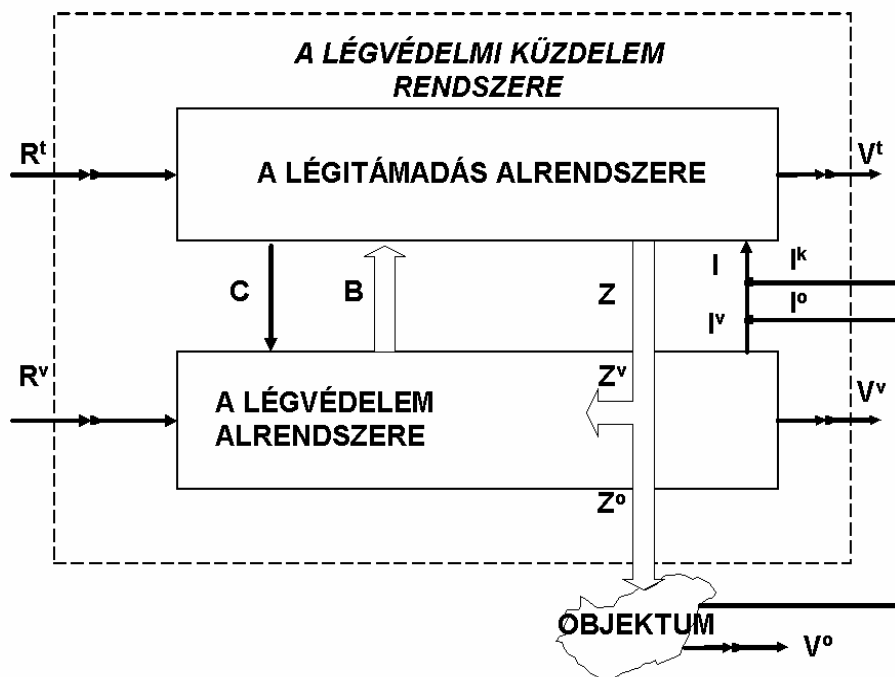 A LÉGVÉDELMI KÜZDELEM
RENDSZERE
Rᵗ
A LÉGITÁMADÁS ALRENDSZERE
Vᵗ
C
B
Z
I
Iᵏ
Iᵒ
Iᵛ
Rᵛ
Zᵛ
Vᵛ
A LÉGVÉDELEM
ALRENDSZERE
Zᵒ
OBJEKTUM
Vᵒ